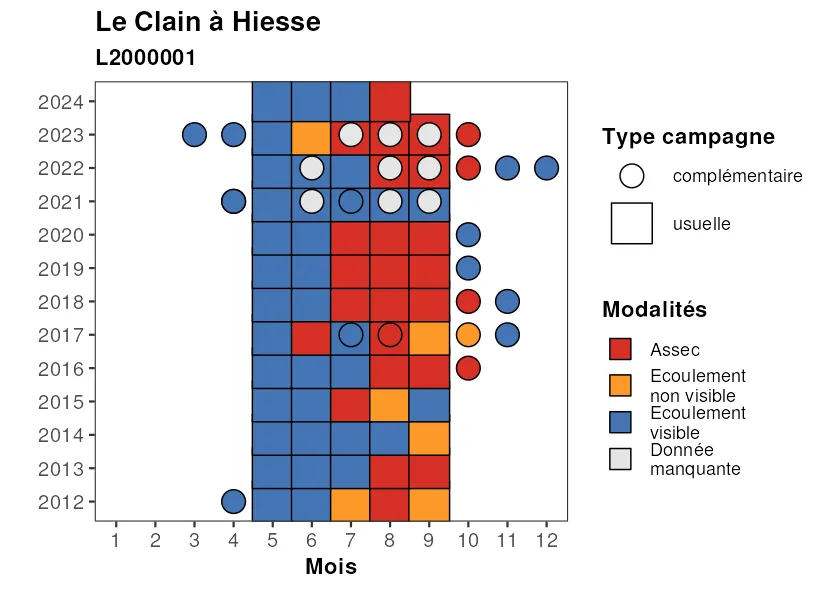 Le Clain à Hiesse
L2000001
2024
2023
2022
2021
2020
2019
2018
2017
2016
2015
2014
2013
2012
1 2 3 4 5 6 7 8 9 10 11 12
Mois
Type campagne
complémentaire
usuelle
Modalités
Assec
Ecoulement
non visible
Ecoulement
visible
Donnée
manquante